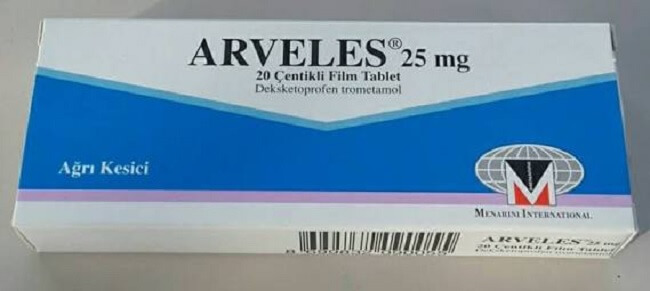 ARVELES® 25 mg
20 Çentikli Film Tablet
Deksketoprofen trometamol
Ağrı Kesici
M
MENARINI INTERNATIONAL
ARVELES® 25 mg
20 Çentikli Film Tablet